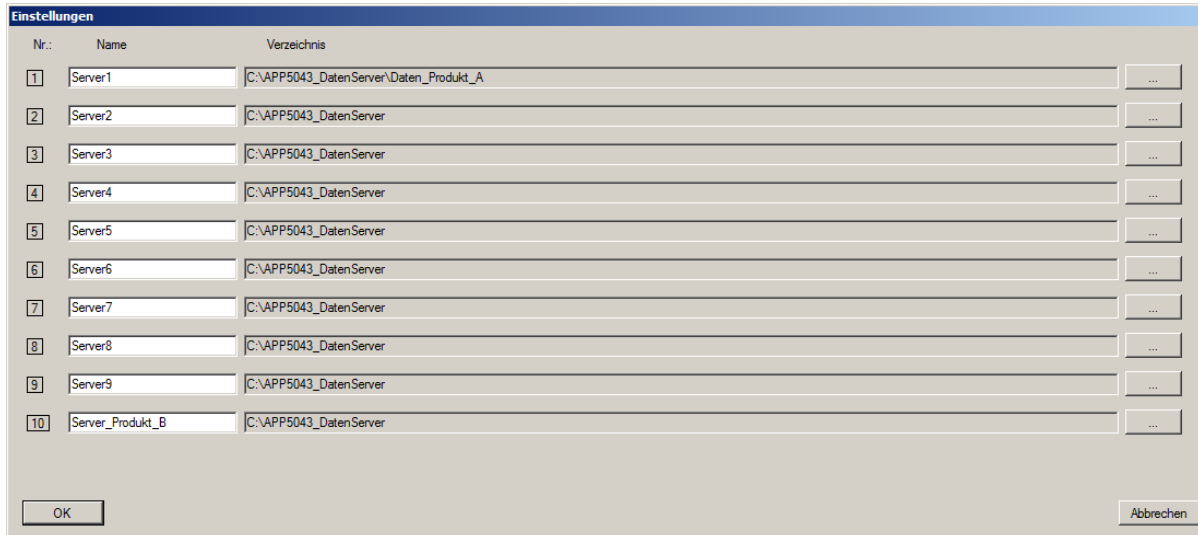 Einstellungen
Nr.: Name Verzeichnis
1 Server1 C:\APP5043_DatenServer\Daten_Produkt_A ...
2 Server2 C:\APP5043_DatenServer ...
3 Server3 C:\APP5043_DatenServer ...
4 Server4 C:\APP5043_DatenServer ...
5 Server5 C:\APP5043_DatenServer ...
6 Server6 C:\APP5043_DatenServer ...
7 Server7 C:\APP5043_DatenServer ...
8 Server8 C:\APP5043_DatenServer ...
9 Server9 C:\APP5043_DatenServer ...
10 Server_Produkt_B C:\APP5043_DatenServer ...
OK Abbrechen